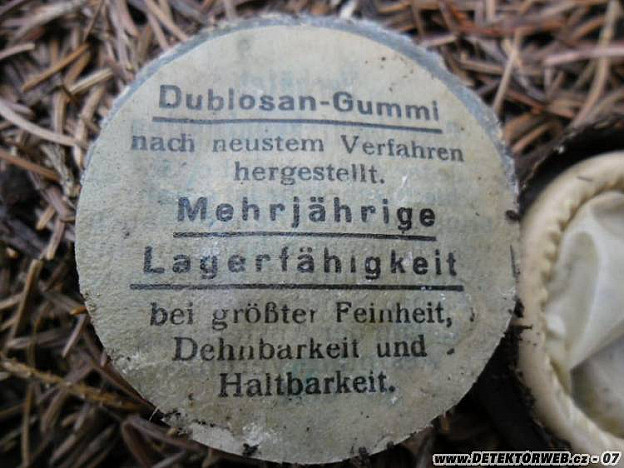 Dublosan-Gummi
nach neustem Verfahren
hergestellt.
Mehrjährige
Lagerfähigkeit
bei größter Feinheit,
Dehnbarkeit und
Haltbarkeit.
www.DETEKTORWEB.cz - 07